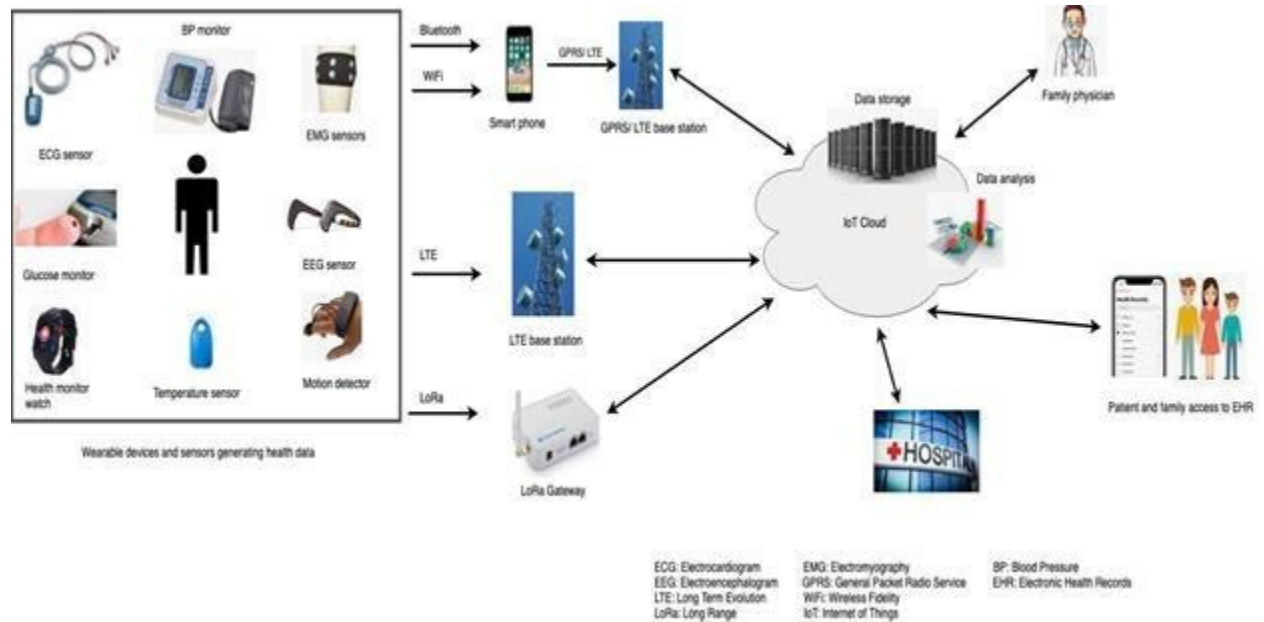 BP monitor
ECG sensor
EMG sensors
Glucose monitor
EEG sensor
Health monitor
watch
Temperature sensor
Motion detector
Wearable devices and sensors generating health data
Bluetooth
WiFi
LTE
LoRa
Smart phone
GPRS/ LTE
GPRS/ LTE base station
LTE base station
LoRa Gateway
Data storage
Data analysis
IoT Cloud
Family physician
Health Records
Patient and family access to EHR
HOSPITAL
ECG: Electrocardiogram
EEG: Electroencephalogram
LTE: Long Term Evolution
LoRa: Long Range
EMG: Electromyography
GPRS: General Packet Radio Service
WiFi: Wireless Fidelity
IoT: Internet of Things
BP: Blood Pressure
EHR: Electronic Health Records